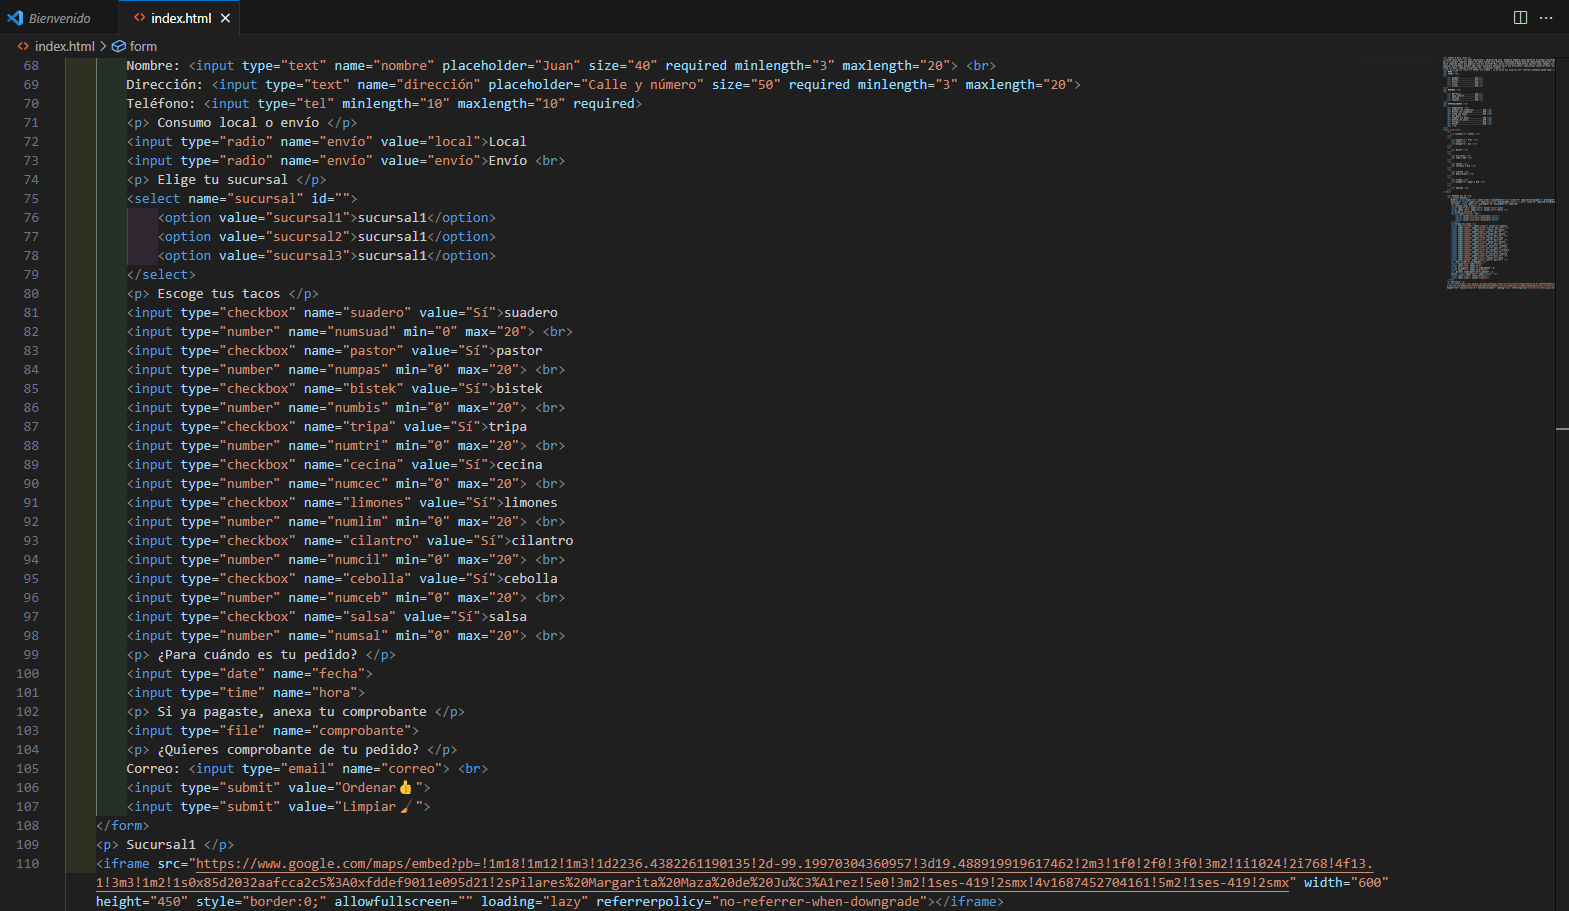 Bienvenido
index.html
index.html > form
68 Nombre: <input type="text" name="nombre" placeholder="Juan" size="40" required minlength="3" maxlength="20"> <br>
69 Dirección: <input type="text" name="dirección" placeholder="Calle y número" size="50" required minlength="3" maxlength="20">
70 Teléfono: <input type="tel" minlength="10" maxlength="10" required>
71 <p> Consumo local o envío </p>
72 <input type="radio" name="envío" value="local">Local
73 <input type="radio" name="envío" value="envío">Envío <br>
74 <p> Elige tu sucursal </p>
75 <select name="sucursal" id="">
76 <option value="sucursal1">sucursal1</option>
77 <option value="sucursal2">sucursal1</option>
78 <option value="sucursal3">sucursal1</option>
79 </select>
80 <p> Escoge tus tacos </p>
81 <input type="checkbox" name="suadero" value="Sí">suadero
82 <input type="number" name="numsuad" min="0" max="20"> <br>
83 <input type="checkbox" name="pastor" value="Sí">pastor
84 <input type="number" name="numpas" min="0" max="20"> <br>
85 <input type="checkbox" name="bistek" value="Sí">bistek
86 <input type="number" name="numbis" min="0" max="20"> <br>
87 <input type="checkbox" name="tripa" value="Sí">tripa
88 <input type="number" name="numtri" min="0" max="20"> <br>
89 <input type="checkbox" name="cecina" value="Sí">cecina
90 <input type="number" name="numcec" min="0" max="20"> <br>
91 <input type="checkbox" name="limones" value="Sí">limones
92 <input type="number" name="numlim" min="0" max="20"> <br>
93 <input type="checkbox" name="cilantro" value="Sí">cilantro
94 <input type="number" name="numcil" min="0" max="20"> <br>
95 <input type="checkbox" name="cebolla" value="Sí">cebolla
96 <input type="number" name="numceb" min="0" max="20"> <br>
97 <input type="checkbox" name="salsa" value="Sí">salsa
98 <input type="number" name="numsal" min="0" max="20"> <br>
99 <p> ¿Para cuándo es tu pedido? </p>
100 <input type="date" name="fecha">
101 <input type="time" name="hora">
102 <p> Si ya pagaste, anexa tu comprobante </p>
103 <input type="file" name="comprobante">
104 <p> ¿Quieres comprobante de tu pedido? </p>
105 Correo: <input type="email" name="correo"> <br>
106 <input type="submit" value="Ordenar👍">
107 <input type="submit" value="Limpiar🧹">
108 </form>
109 <p> Sucursal1 </p>
110 <iframe src="https://www.google.com/maps/embed?pb=!1m18!1m12!1m3!1d2236.4382261190135!2d-99.19970304360957!3d19.488919919617462!2m3!1f0!2f0!3f0!3m2!1i1024!2i768!4f13.
1!3m3!1m2!1s0x85d2032aafcca2c5%3A0xfddef9011e095d21!2sPilares%20Margarita%20Maza%20de%20Ju%C3%A1rez!5e0!3m2!1ses-419!2smx!4v1687452704161!5m2!1ses-419!2smx" width="600"
height="450" style="border:0;" allowfullscreen="" loading="lazy" referrerpolicy="no-referrer-when-downgrade"></iframe>